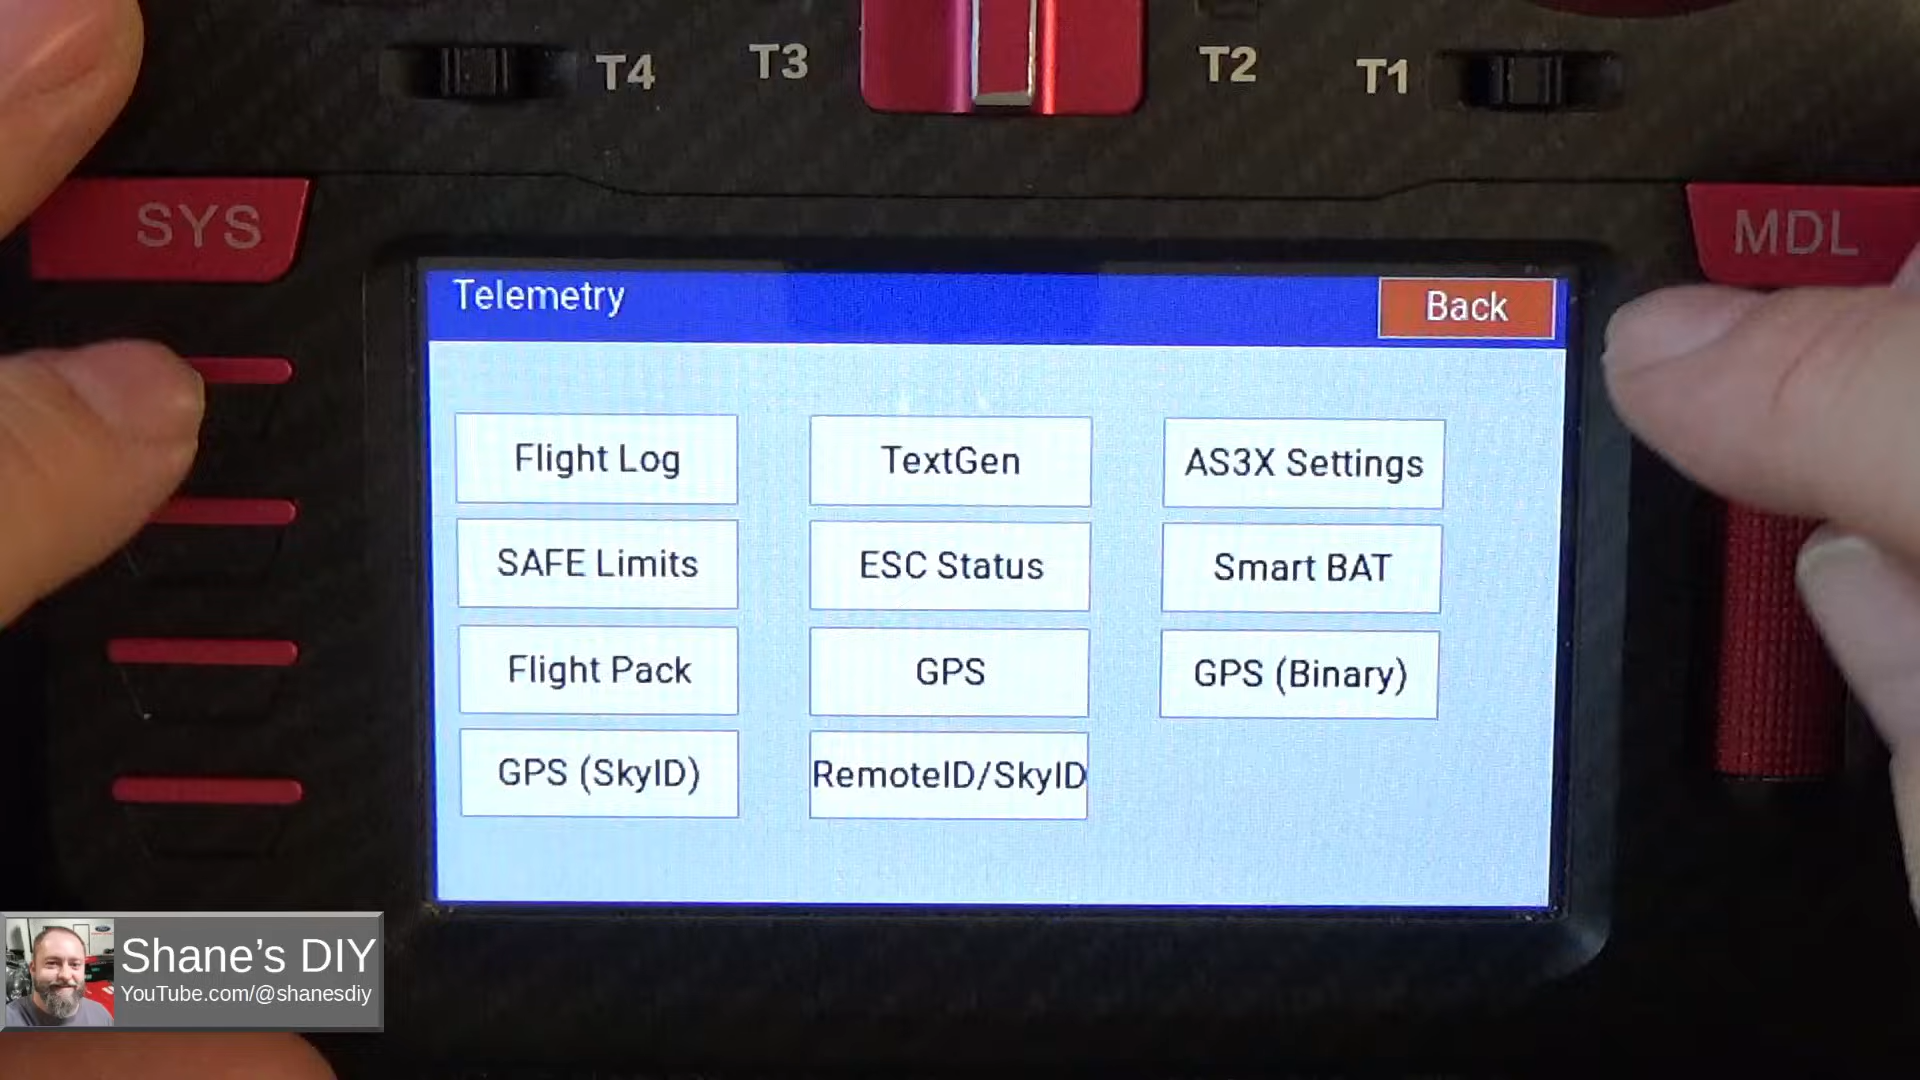 T4
T3
T2
T1
SYS
MDL
Telemetry
Back
Flight Log
TextGen
AS3X Settings
SAFE Limits
ESC Status
Smart BAT
Flight Pack
GPS
GPS (Binary)
GPS (SkyID)
RemoteID/SkyID
Shane’s DIY
YouTube.com/@shanesdiy